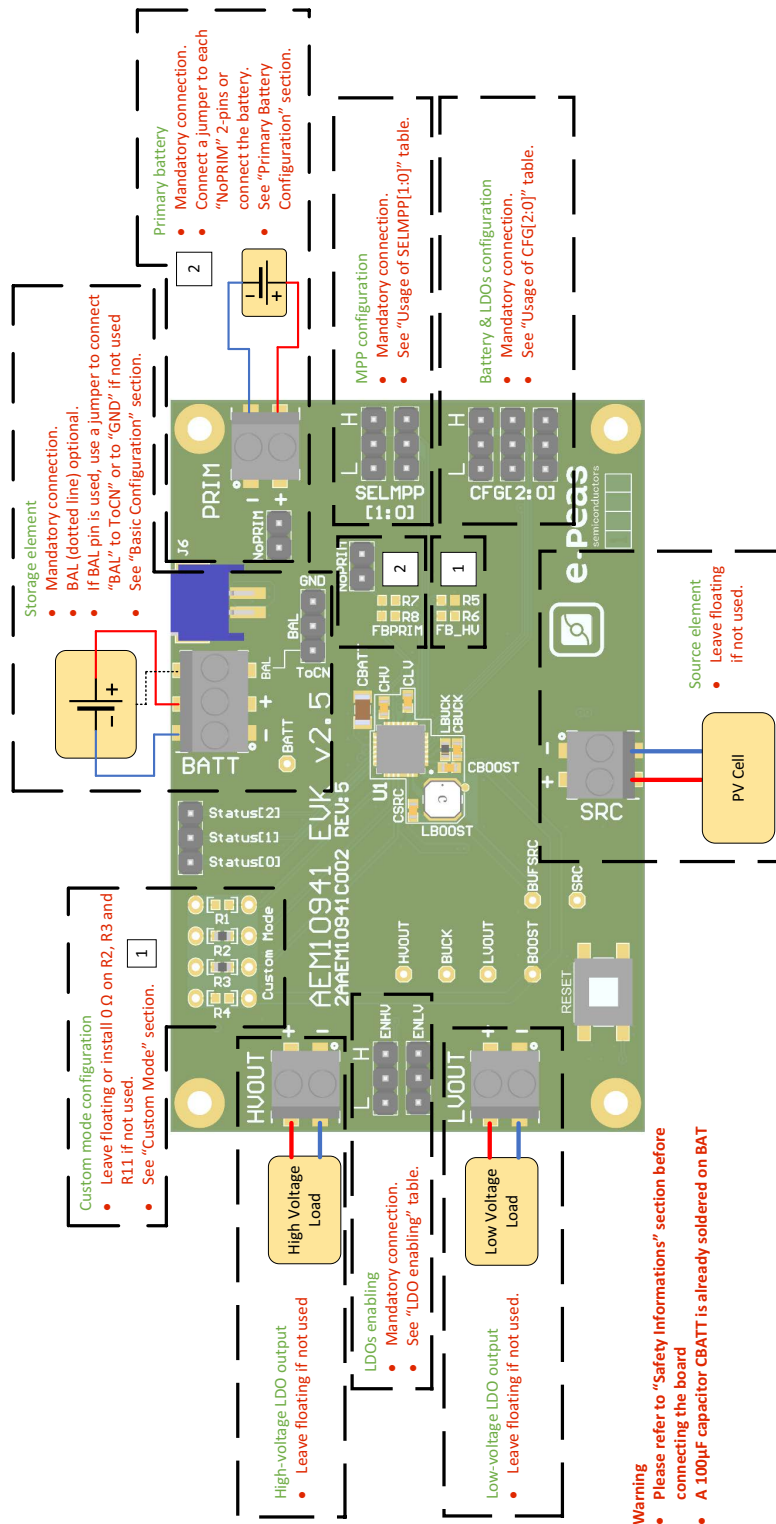 Custom mode configuration
• Leave floating or install 0 Ω on R2, R3 and
R11 if not used.
• See “Custom Mode” section.
1
Storage element
• Mandatory connection.
• BAL (dotted line) optional.
• If BAL pin is used, use a jumper to connect
“BAL” to ToCN” or to “GND” if not used
• See “Basic Configuration” section.
- +
Primary battery
• Mandatory connection.
• Connect a jumper to each
“NoPRIM” 2-pins or
connect the battery.
• See “Primary Battery
Configuration” section.
2
- +
High-voltage LDO output
• Leave floating if not used
High Voltage
Load
LDOs enabling
• Mandatory connection.
• See “LDO enabling” table.
Low-voltage LDO output
• Leave floating if not used.
Low Voltage
Load
MPP configuration
• Mandatory connection.
• See “Usage of SELMPP[1:0]” table.
Battery & LDOs configuration
• Mandatory connection.
• See “Usage of CFG[2:0]” table.
Source element
• Leave floating
if not used.
PV Cell
Warning
• Please refer to “Safety Informations” section before
connecting the board
• A 100µF capacitor CBATT is already soldered on BAT
R4
R3
R2
R1
Custom Mode
Status[0]
Status[1]
Status[2]
BATT
- +
BAL
BATT
J6
ToCN
BAL
GND
PRIM
- +
NoPRIM
HVOUT
+
-
AEM10941 EVK v2.5
2AAEM10941C002 REV:5
L H
ENHV
ENLV
LVOUT
+
-
HVOUT
BUCK
LVOUT
BOOST
BUFSRC
SRC
RESET
CSRC
U1
LBOOST
CBATT
CHV
CLV
LBUCK
CBUCK
CBOOST
NoPRIM
R7
R8
FBPRIM
2
R5
R6
FB_HV
1
L H
SELMPP
[1:0]
L H
CFG[2:0]
+ -
SRC
e-peas
semiconductors